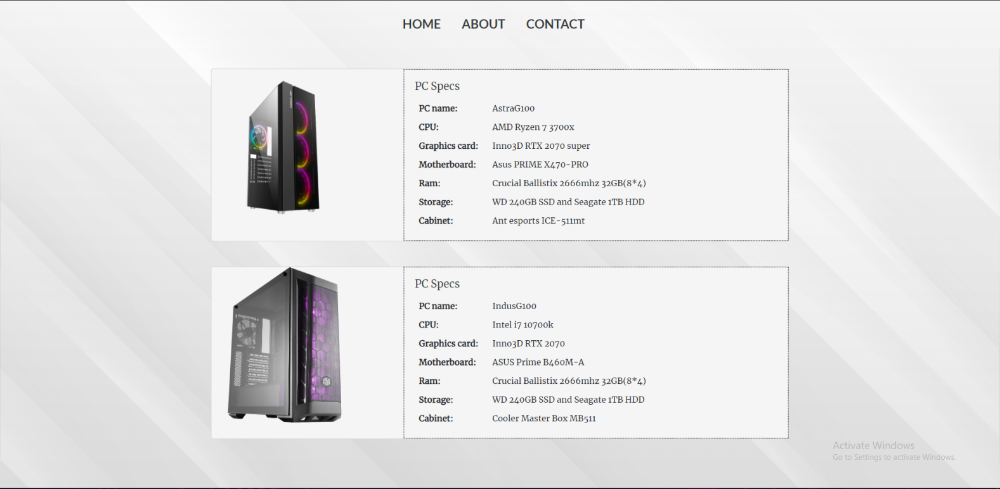 HOME ABOUT CONTACT
PC Specs
PC name: AstraG100
CPU: AMD Ryzen 7 3700x
Graphics card: Inno3D RTX 2070 super
Motherboard: Asus PRIME X470-PRO
Ram: Crucial Ballistix 2666mhz 32GB(8*4)
Storage: WD 240GB SSD and Seagate 1TB HDD
Cabinet: Ant esports ICE-511mt
PC Specs
PC name: IndusG100
CPU: Intel i7 10700k
Graphics card: Inno3D RTX 2070
Motherboard: ASUS Prime B460M-A
Ram: Crucial Ballistix 2666mhz 32GB(8*4)
Storage: WD 240GB SSD and Seagate 1TB HDD
Cabinet: Cooler Master Box MB511
Activate Windows
Go to Settings to activate Windows.